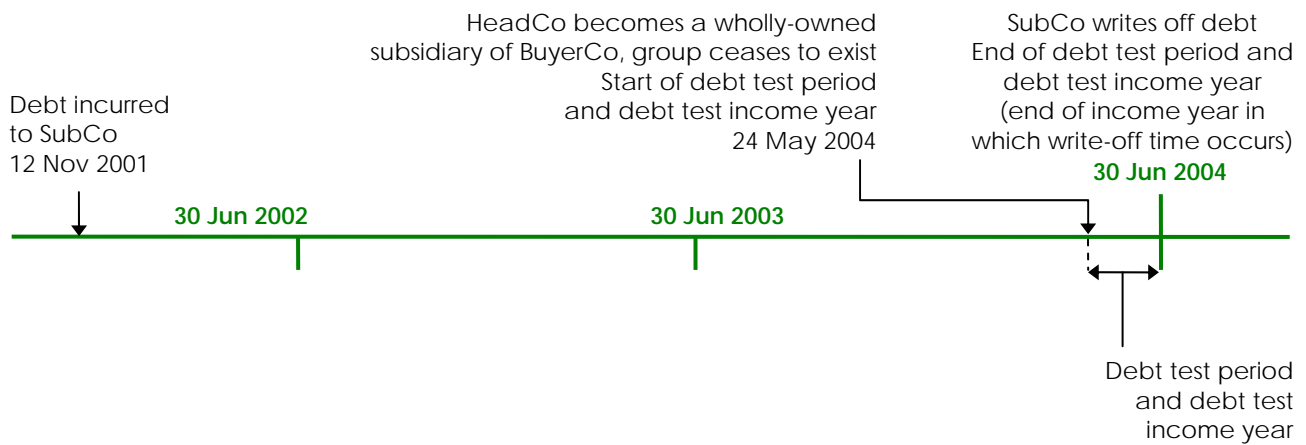 HeadCo becomes a wholly-owned
subsidiary of BuyerCo, group ceases to exist
Start of debt test period
and debt test income year
24 May 2004
SubCo writes off debt
End of debt test period and
debt test income year
(end of income year in
which write-off time occurs)
30 Jun 2004
Debt incurred
to SubCo
12 Nov 2001
30 Jun 2002
30 Jun 2003
Debt test period
and debt test
income year